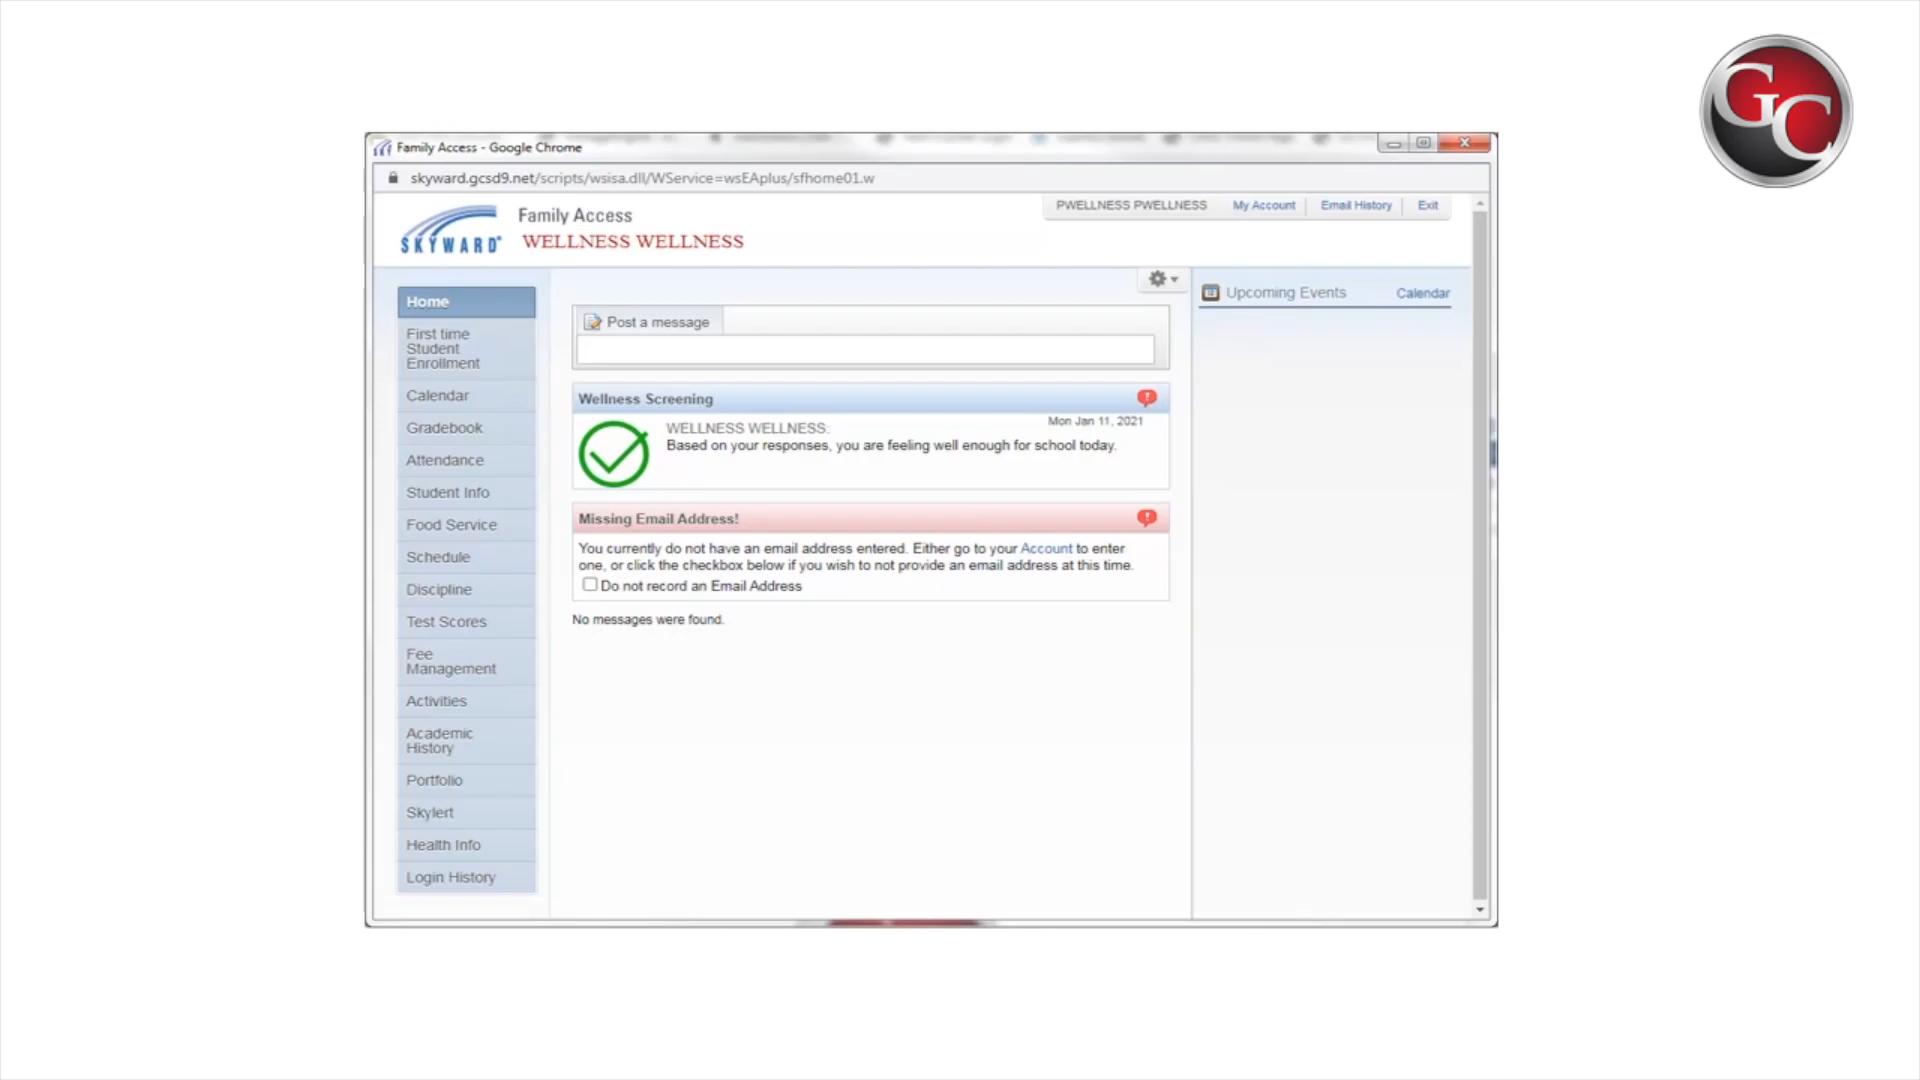 GC
Family Access - Google Chrome
skyward.gcsd9.net/scripts/wsisa.dll/WService=wsEAplus/sfhome01.w
SKYWARD
Family Access
WELLNESS WELLNESS
PWELLNESS PWELLNESS My Account Email History Exit
Home
First time
Student
Enrollment
Calendar
Gradebook
Attendance
Student Info
Food Service
Schedule
Discipline
Test Scores
Fee
Management
Activities
Academic
History
Portfolio
Skylert
Health Info
Login History
Post a message
Wellness Screening
Mon Jan 11, 2021
WELLNESS WELLNESS:
Based on your responses, you are feeling well enough for school today.
Missing Email Address!
You currently do not have an email address entered. Either go to your Account to enter
one, or click the checkbox below if you wish to not provide an email address at this time.
Do not record an Email Address
No messages were found.
Upcoming Events Calendar